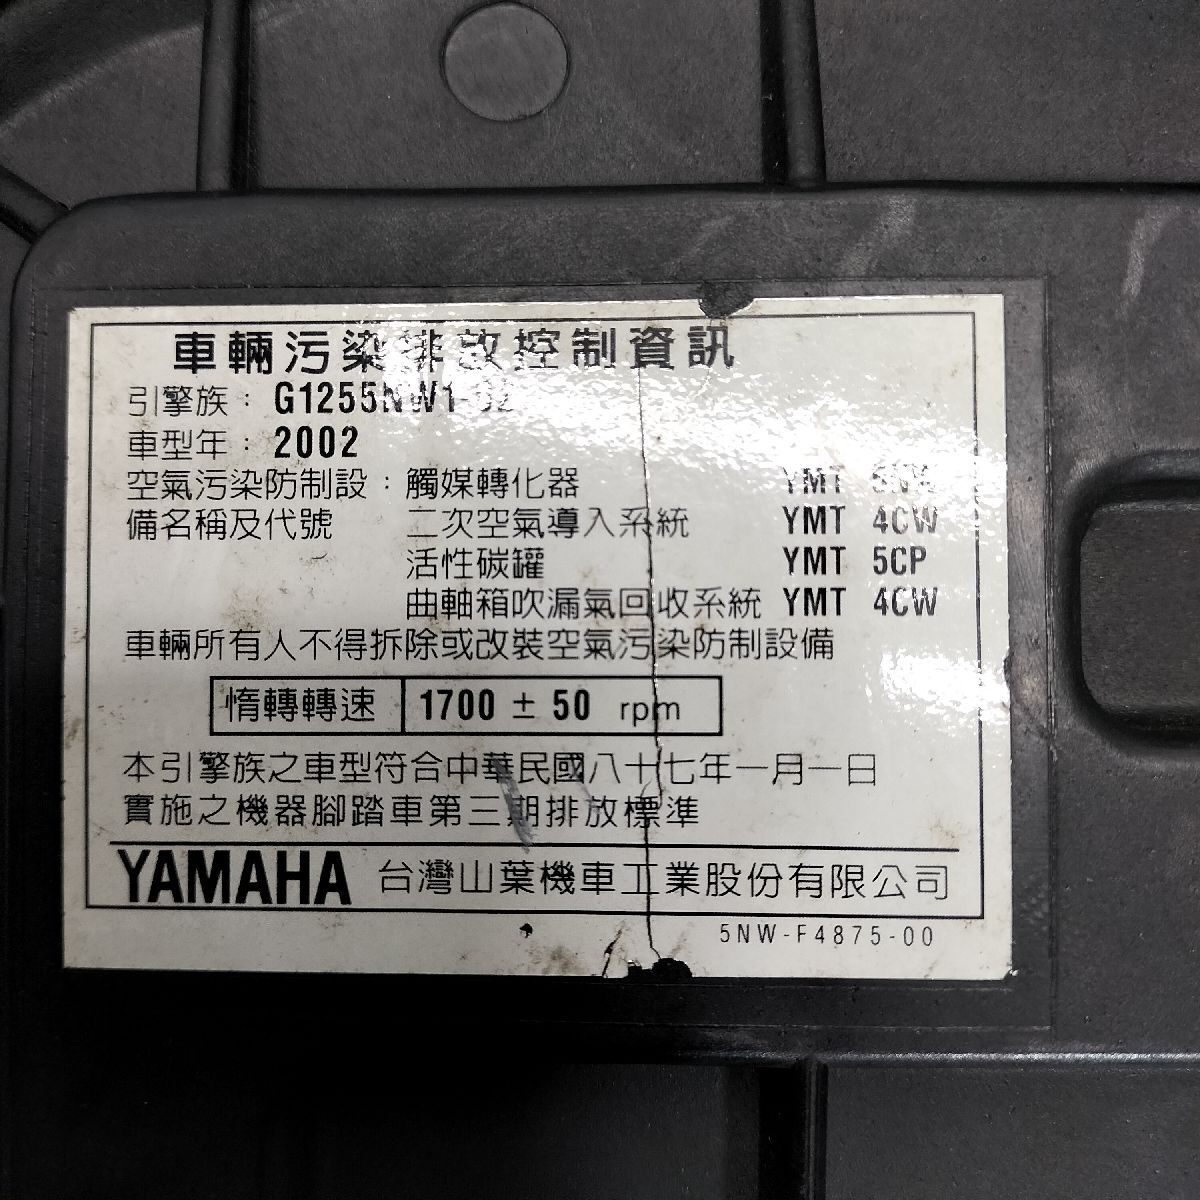 車輛污染排放控制資訊
引擎族：G1255NW1-02
車型年：2002
空氣污染防制設：觸媒轉化器 YMT 5NW
備名稱及代號 二次空氣導入系統 YMT 4CW
活性碳罐 YMT 5CP
曲軸箱吹漏氣回收系統 YMT 4CW
車輛所有人不得拆除或改裝空氣污染防制設備
惰轉轉速 1700 ± 50 rpm
本引擎族之車型符合中華民國八十七年一月一日
實施之機器腳踏車第三期排放標準
YAMAHA 台灣山葉機車工業股份有限公司
5NW-F4875-00